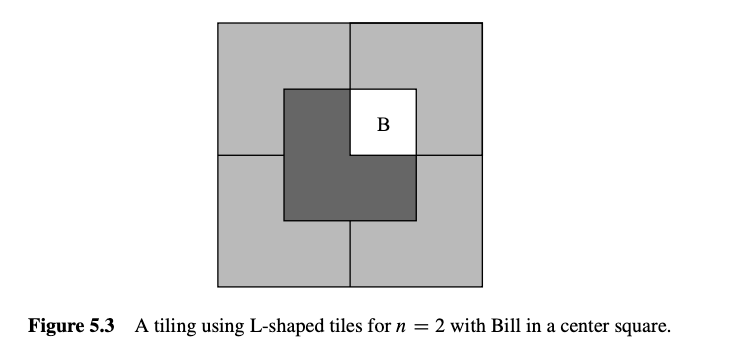 B
Figure 5.3 A tiling using L-shaped tiles for n = 2 with Bill in a center square.